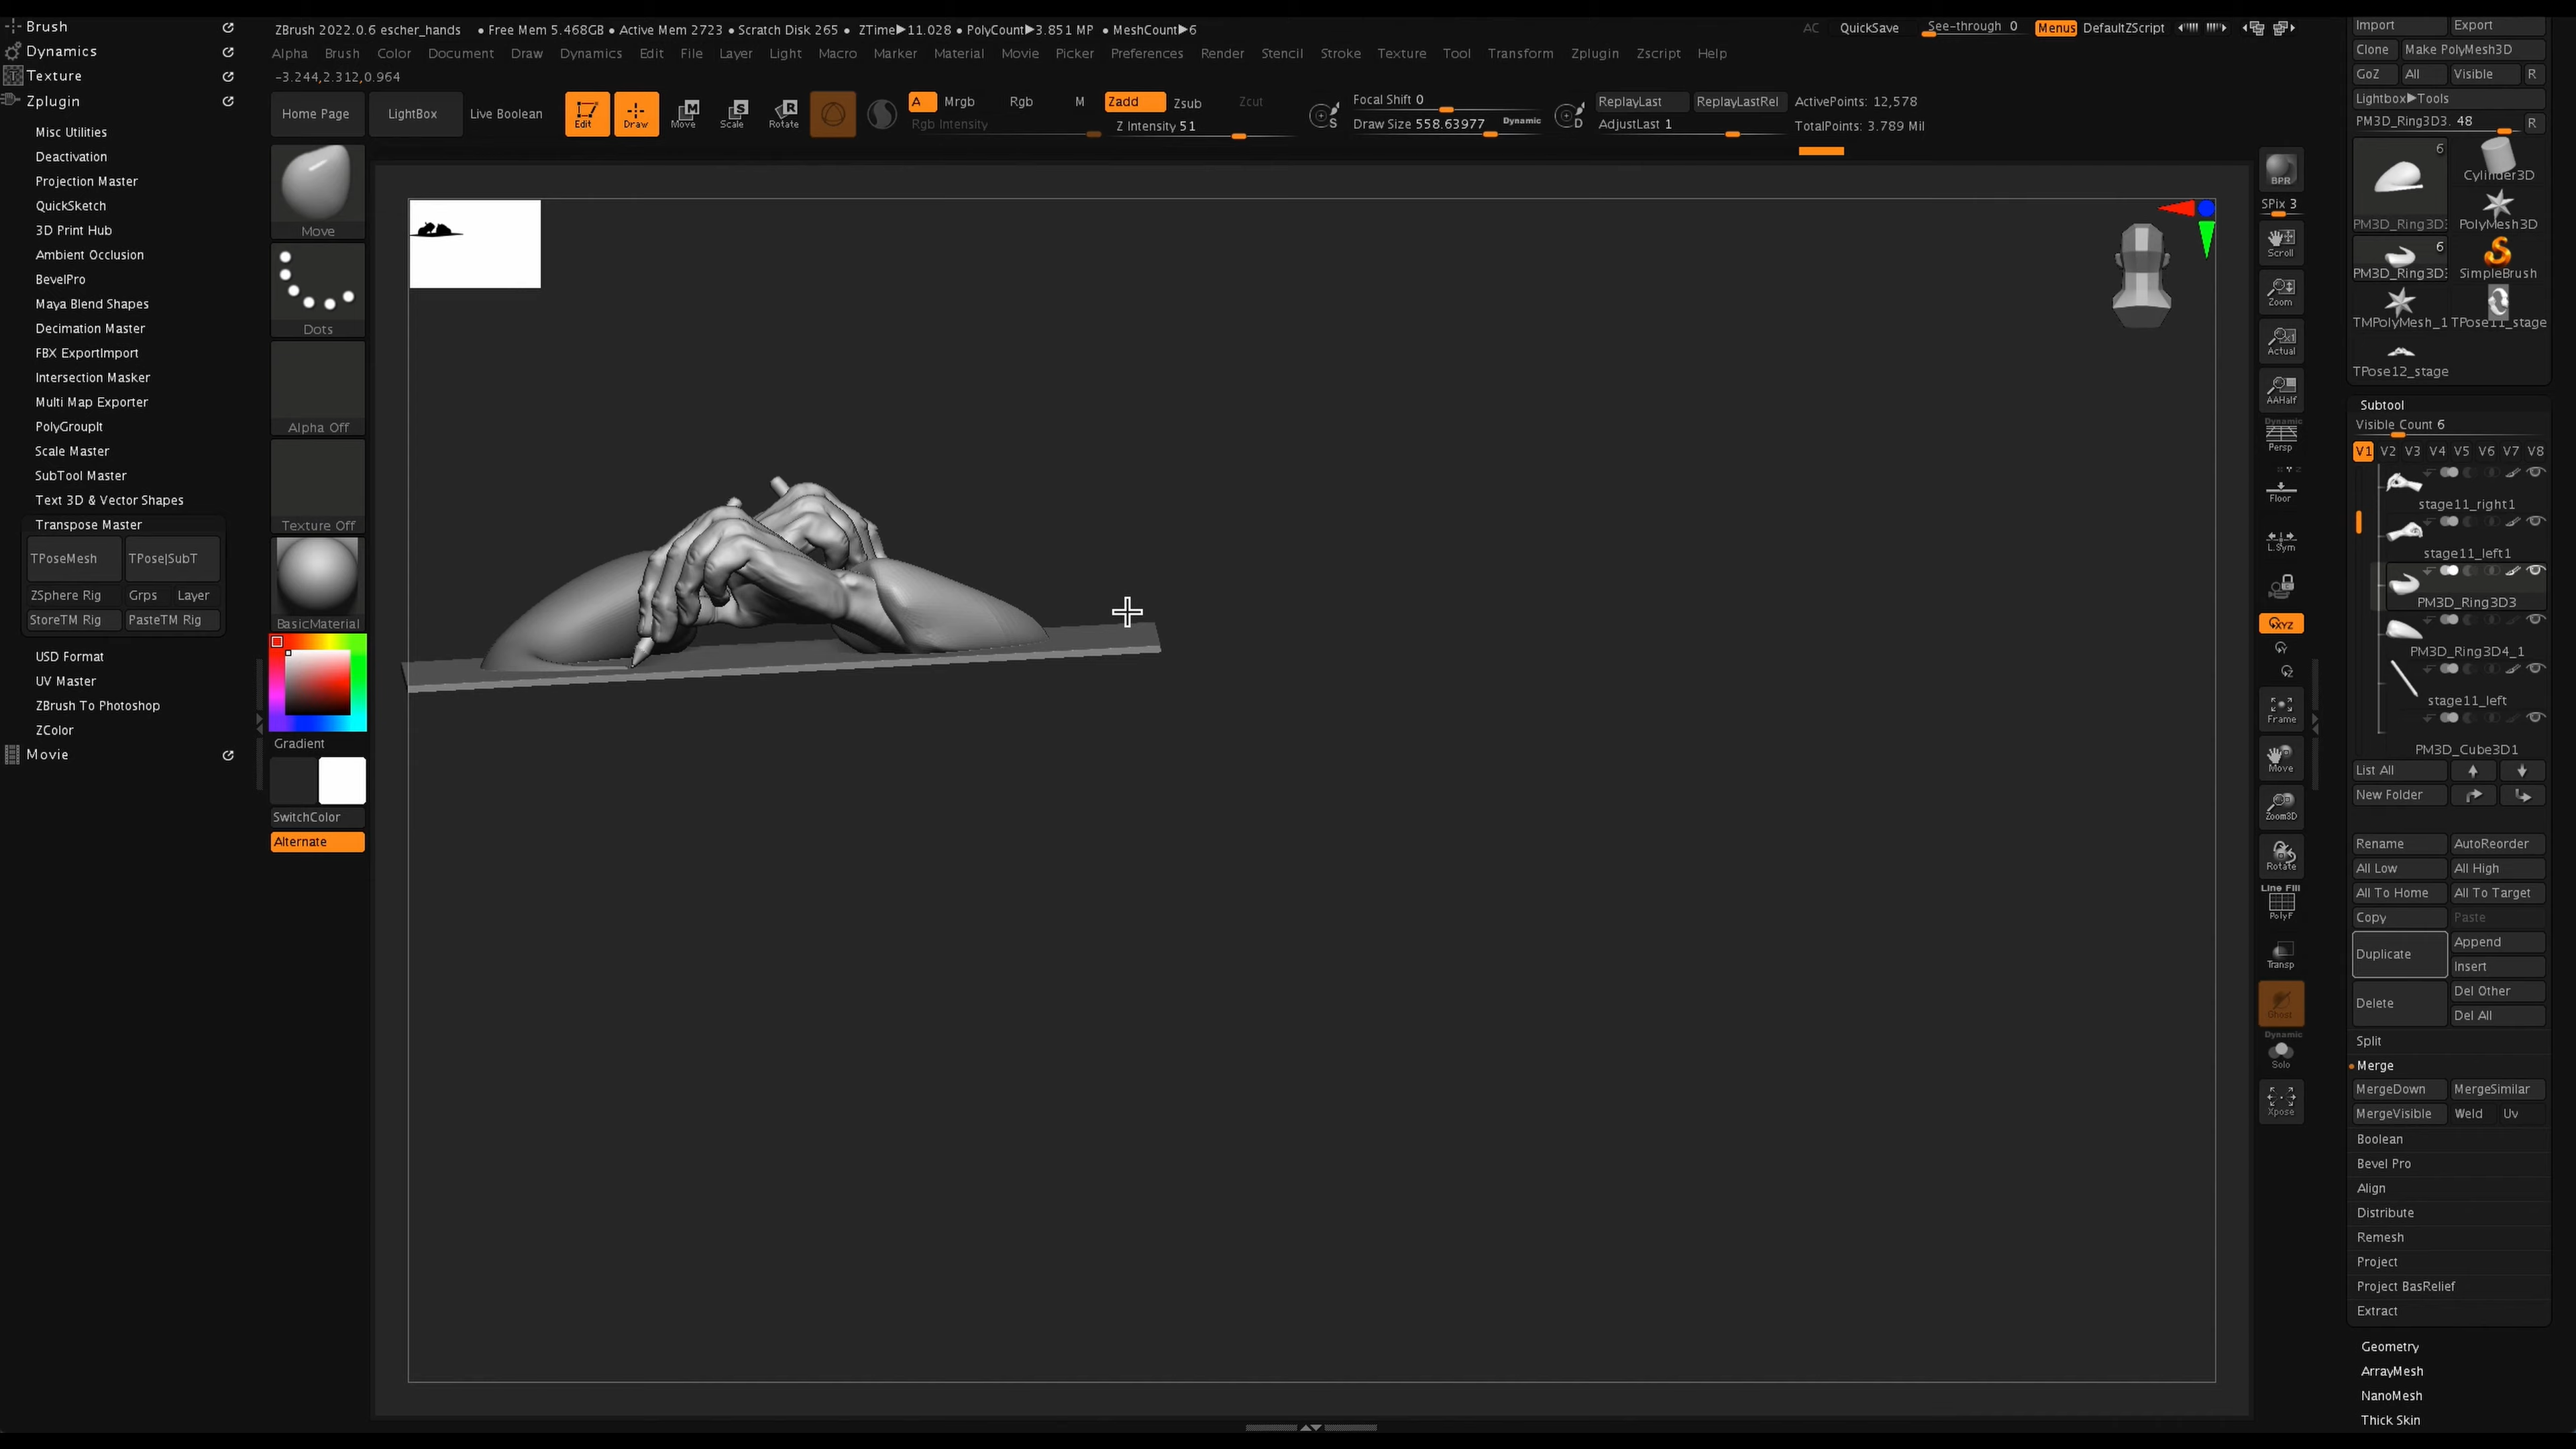 Brush
Dynamics
Texture
Zplugin
Misc Utilities
Deactivation
Projection Master
QuickSketch
3D Print Hub
Ambient Occlusion
BevelPro
Maya Blend Shapes
Decimation Master
FBX ExportImport
Intersection Masker
Multi Map Exporter
PolyGroupIt
Scale Master
SubTool Master
Text 3D & Vector Shapes
Transpose Master
TPoseMesh TPose|SubT
ZSphere Rig Grps Layer
StoreTM Rig PasteTM Rig
USD Format
UV Master
ZBrush To Photoshop
ZColor
Movie
ZBrush 2022.0.6 escher_hands • Free Mem 5.468GB • Active Mem 2723 • Scratch Disk 265 • ZTime▶11.028 • PolyCount▶3.851 MP • MeshCount▶6
AC QuickSave See-through 0 Menus DefaultZScript
Alpha Brush Color Document Draw Dynamics Edit File Layer Light Macro Marker Material Movie Picker Preferences Render Stencil Stroke Texture Tool Transform Zplugin Zscript Help
-3.244,2.312,0.964
Home Page LightBox Live Boolean Edit Draw Move Scale Rotate
A Mrgb Rgb M Zadd Zsub Zcut
Rgb Intensity Z Intensity 51
Focal Shift 0
Draw Size 558.63977 Dynamic
S D
ReplayLast ReplayLastRel ActivePoints: 12,578
AdjustLast 1 TotalPoints: 3.789 Mil
Move
Dots
Alpha Off
Texture Off
BasicMaterial
Gradient
SwitchColor
Alternate
BPR
SPix 3
Scroll
Zoom
Actual
AAHalf
Dynamic
Persp
Floor
L.Sym
XYZ
Y
Z
Frame
Move
Zoom3D
Rotate
Line Fill
PolyF
Transp
Ghost
Dynamic
Solo
Xpose
Import Export
Clone Make PolyMesh3D
GoZ All Visible R
Lightbox▶Tools
PM3D_Ring3D3. 48 R
6
Cylinder3D
PM3D_Ring3D3 PolyMesh3D
6
PM3D_Ring3D3 SimpleBrush
TMPolyMesh_1 TPose11_stage
TPose12_stage
Subtool
Visible Count 6
V1 V2 V3 V4 V5 V6 V7 V8
stage11_right1
stage11_left1
PM3D_Ring3D3
PM3D_Ring3D4_1
stage11_left
PM3D_Cube3D1
List All
New Folder
Rename AutoReorder
All Low All High
All To Home All To Target
Copy Paste
Duplicate Append
Insert
Delete Del Other
Del All
Split
Merge
MergeDown MergeSimilar
MergeVisible Weld Uv
Boolean
Bevel Pro
Align
Distribute
Remesh
Project
Project BasRelief
Extract
Geometry
ArrayMesh
NanoMesh
Thick Skin